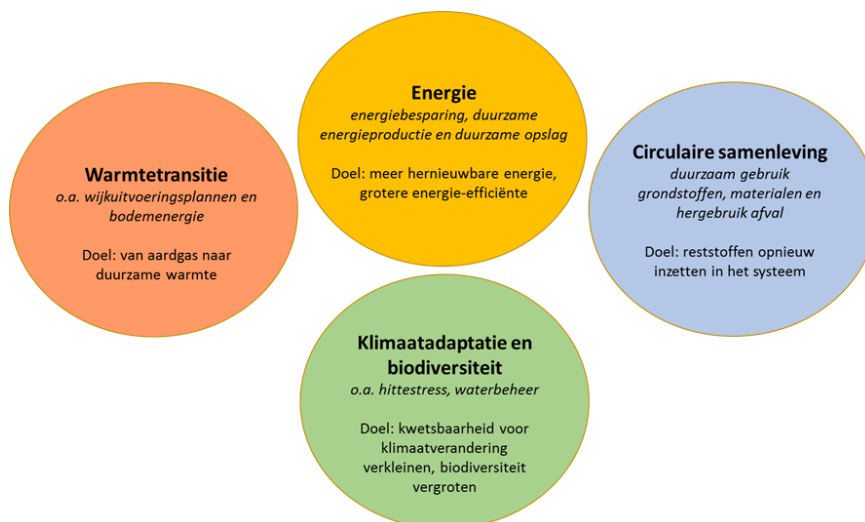 Energie
energiebesparing, duurzame
energieproductie en duurzame opslag
Doel: meer hernieuwbare energie,
grotere energie-efficiënte
Warmtetransitie
o.a. wijkuitvoeringsplannen en
bodemenergie
Doel: van aardgas naar
duurzame warmte
Circulaire samenleving
duurzaam gebruik
grondstoffen, materialen en
hergebruik afval
Doel: reststoffen opnieuw
inzetten in het systeem
Klimaatadaptatie en
biodiversiteit
o.a. hittestress, waterbeheer
Doel: kwetsbaarheid voor
klimaatverandering
verkleinen, biodiversiteit
vergroten